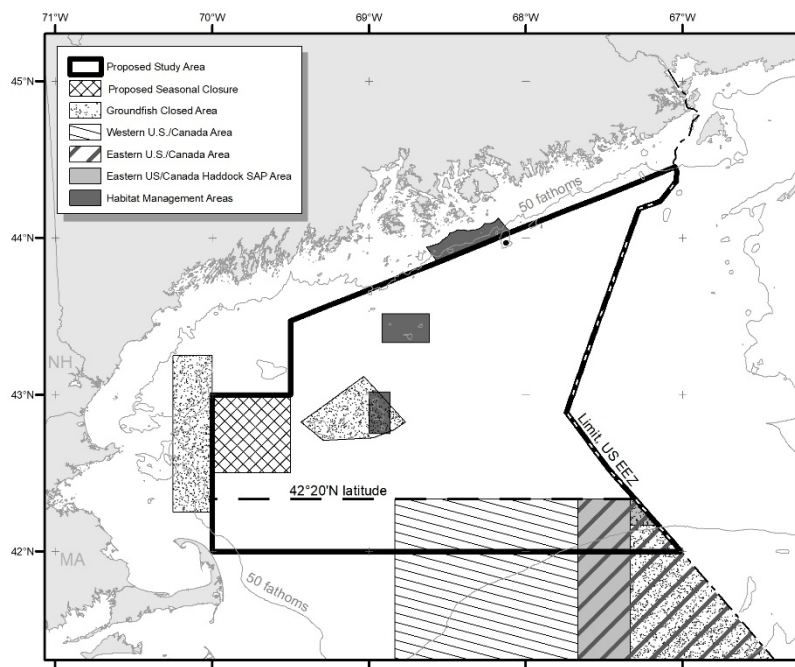 71°W 70°W 69°W 68°W 67°W
45°N
44°N
43°N
42°N
Proposed Study Area
Proposed Seasonal Closure
Groundfish Closed Area
Western U.S./Canada Area
Eastern U.S./Canada Area
Eastern US/Canada Haddock SAP Area
Habitat Management Areas
50 fathoms
NH
Limit, US EEZ
42°20'N latitude
MA
50 fathoms